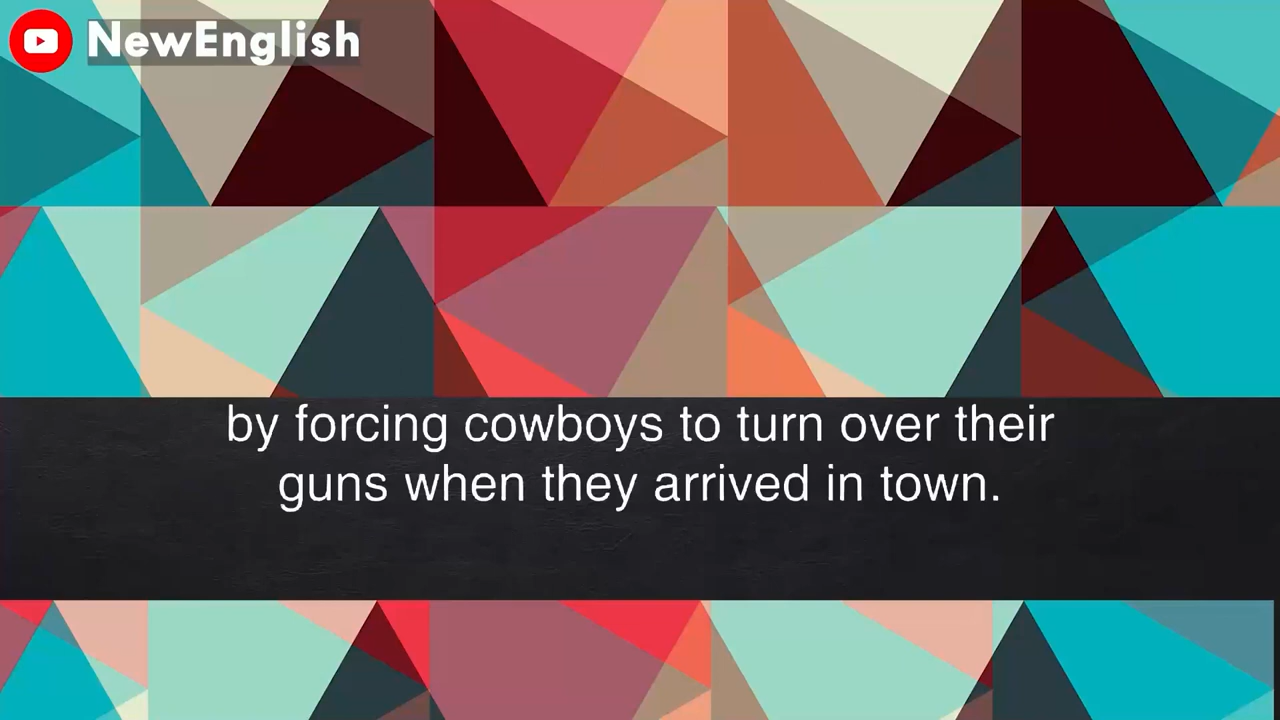 NewEnglish
by forcing cowboys to turn over their
guns when they arrived in town.